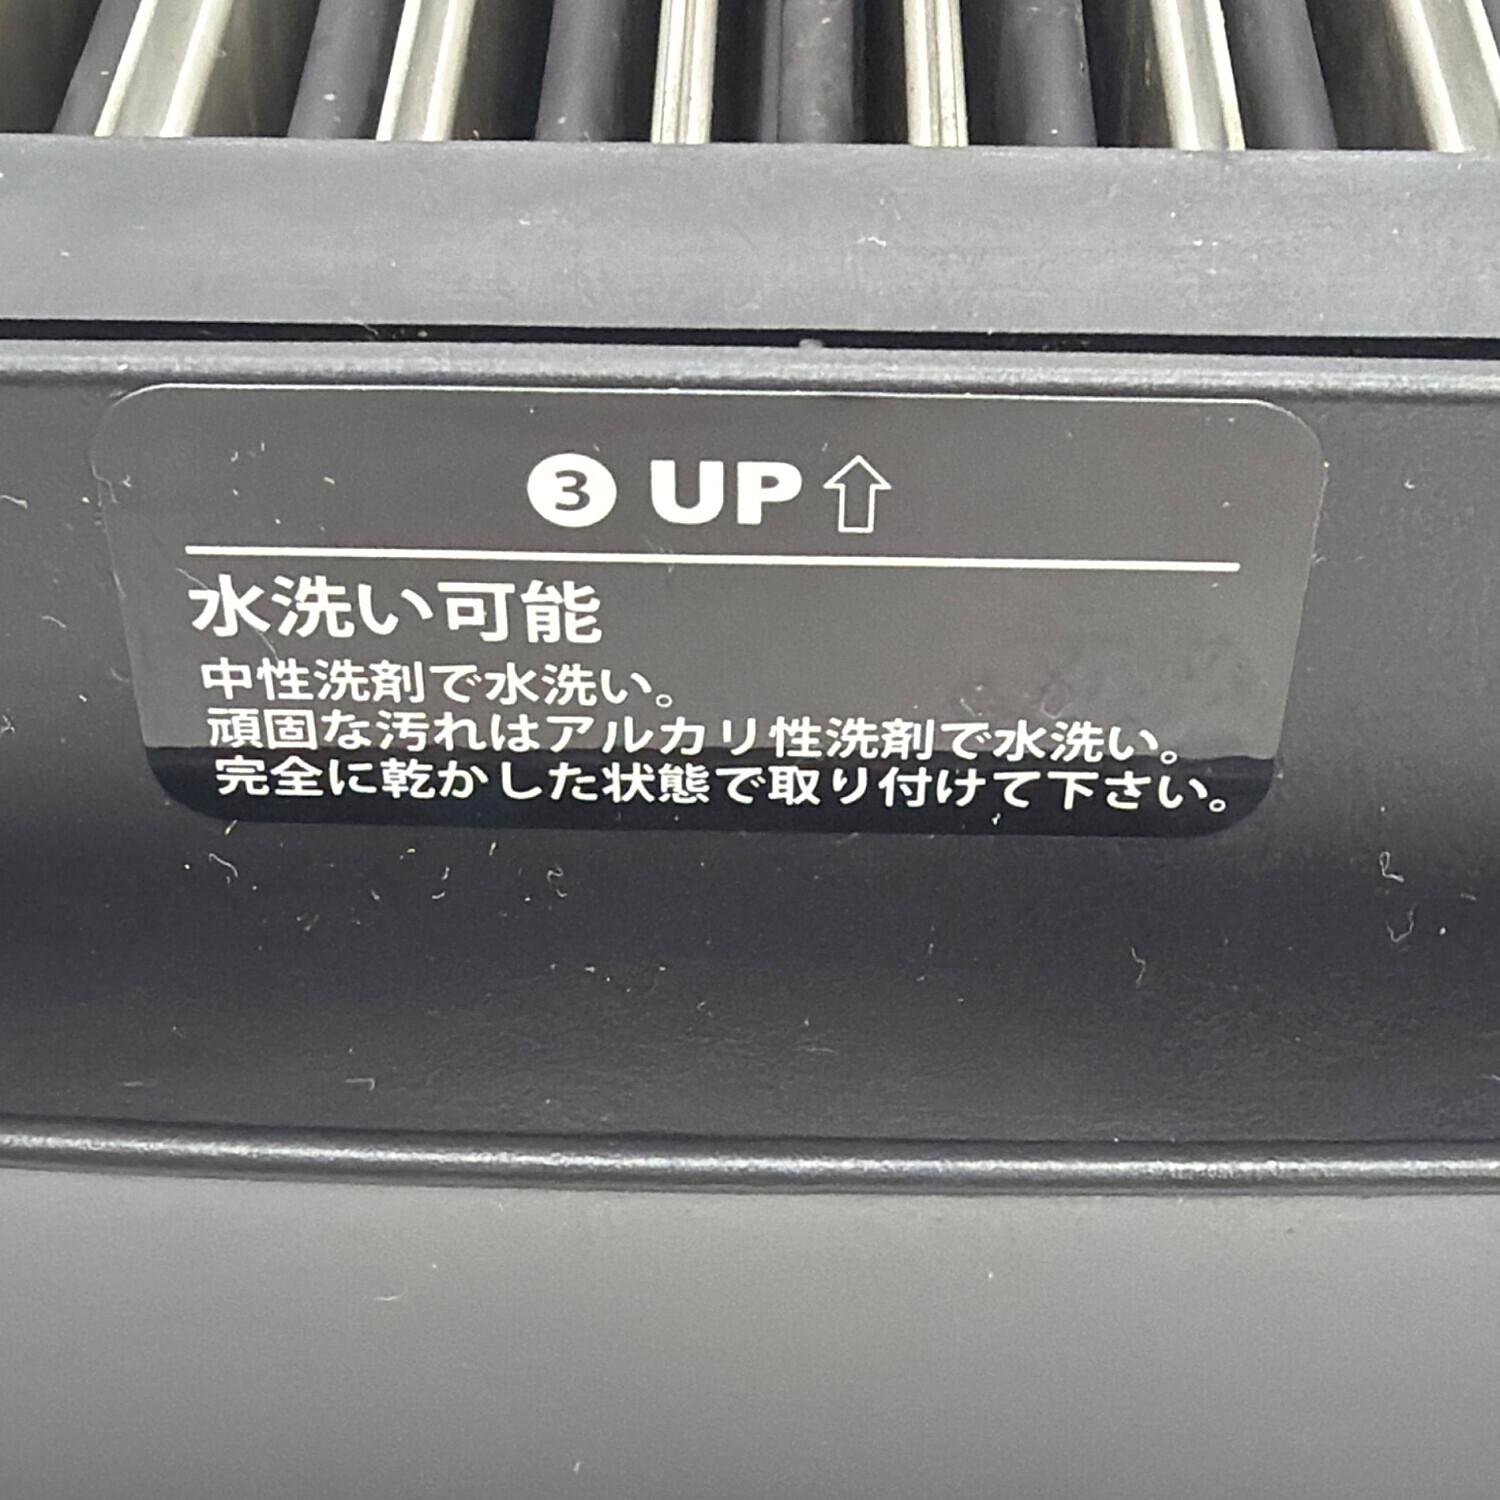 ③ UP⇧
水洗い可能
中性洗剤で水洗い。
頑固な汚れはアルカリ性洗剤で水洗い。
完全に乾かした状態で取り付けて下さい。